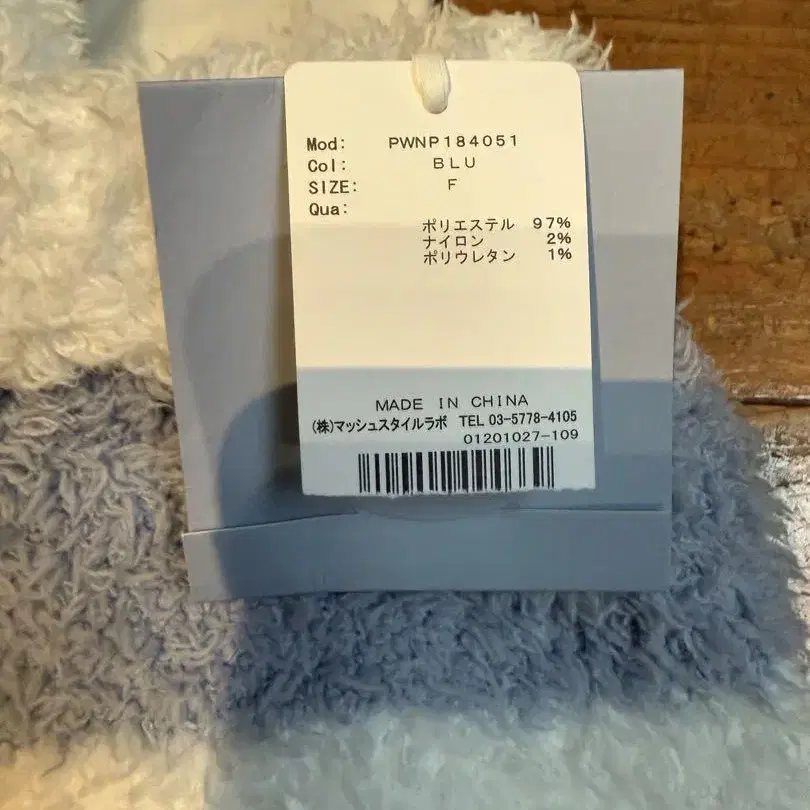 Mod: PWNP184051
Col: BLU
SIZE: F
Qua:
ポリエステル 97%
ナイロン 2%
ポリウレタン 1%
MADE IN CHINA
(株)マッシュスタイルラボ TEL 03-5778-4105
01201027-109